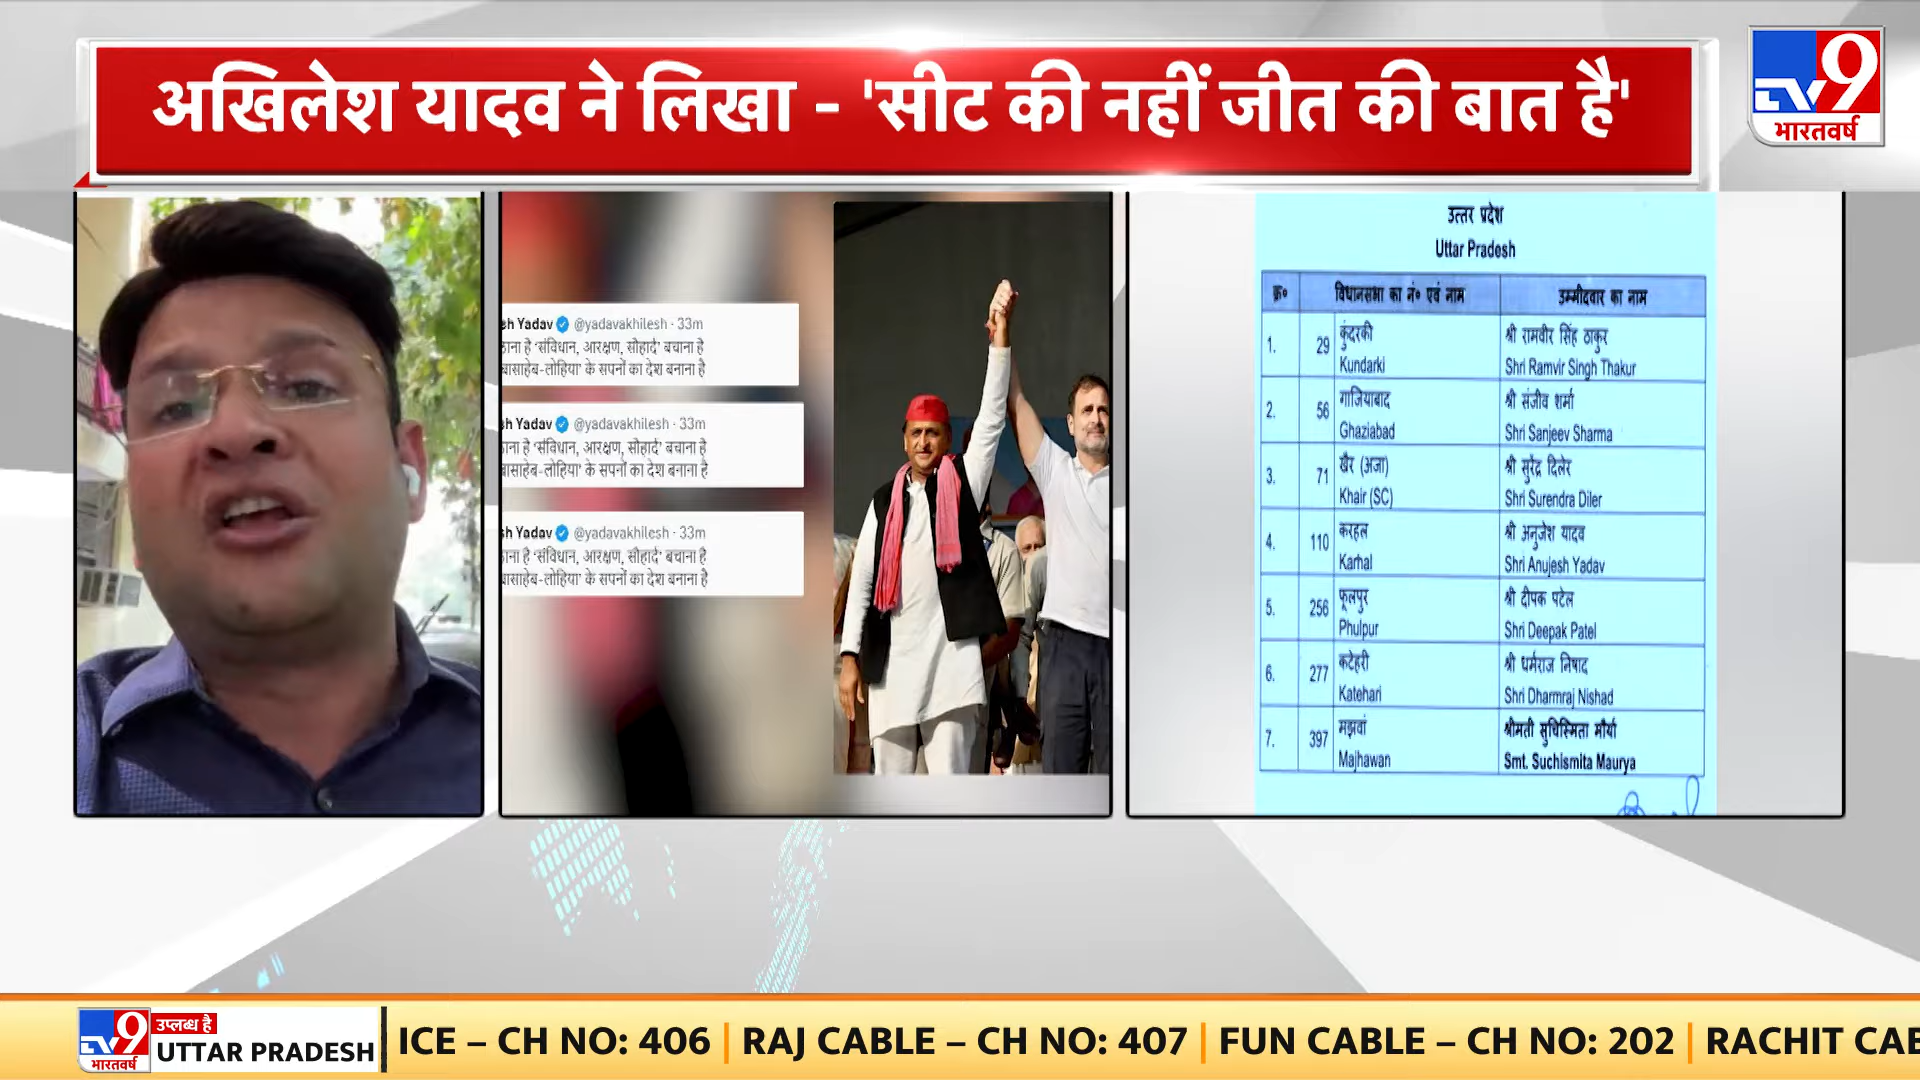 अखिलेश यादव ने लिखा - 'सीट की नहीं जीत की बात है'
TV9
भारतवर्ष
sh Yadav @yadavakhilesh · 33m
ाना है 'संविधान, आरक्षण, सौहार्द' बचाना है
बासाहेब-लोहिया' के सपनों का देश बनाना है
sh Yadav @yadavakhilesh · 33m
ाना है 'संविधान, आरक्षण, सौहार्द' बचाना है
बासाहेब-लोहिया' के सपनों का देश बनाना है
sh Yadav @yadavakhilesh · 33m
ाना है 'संविधान, आरक्षण, सौहार्द' बचाना है
बासाहेब-लोहिया' के सपनों का देश बनाना है
उत्तर प्रदेश
Uttar Pradesh
क्र० विधानसभा का नं० एवं नाम उम्मीदवार का नाम
1. 29 कुंदरकी श्री रामवीर सिंह ठाकुर
Kundarki Shri Ramvir Singh Thakur
2. 56 गाजियाबाद श्री संजीव शर्मा
Ghaziabad Shri Sanjeev Sharma
3. 71 खैर (अजा) श्री सुरेंद्र दिलेर
Khair (SC) Shri Surendra Diler
4. 110 करहल श्री अनुजेश यादव
Karhal Shri Anujesh Yadav
5. 256 फूलपुर श्री दीपक पटेल
Phulpur Shri Deepak Patel
6. 277 कटेहरी श्री धर्मराज निषाद
Katehari Shri Dharmraj Nishad
7. 397 मझवां श्रीमती सुचिस्मिता मौर्या
Majhawan Smt. Suchismita Maurya
TV9 भारतवर्ष उपलब्ध है
UTTAR PRADESH
ICE – CH NO: 406 | RAJ CABLE – CH NO: 407 | FUN CABLE – CH NO: 202 | RACHIT CAB